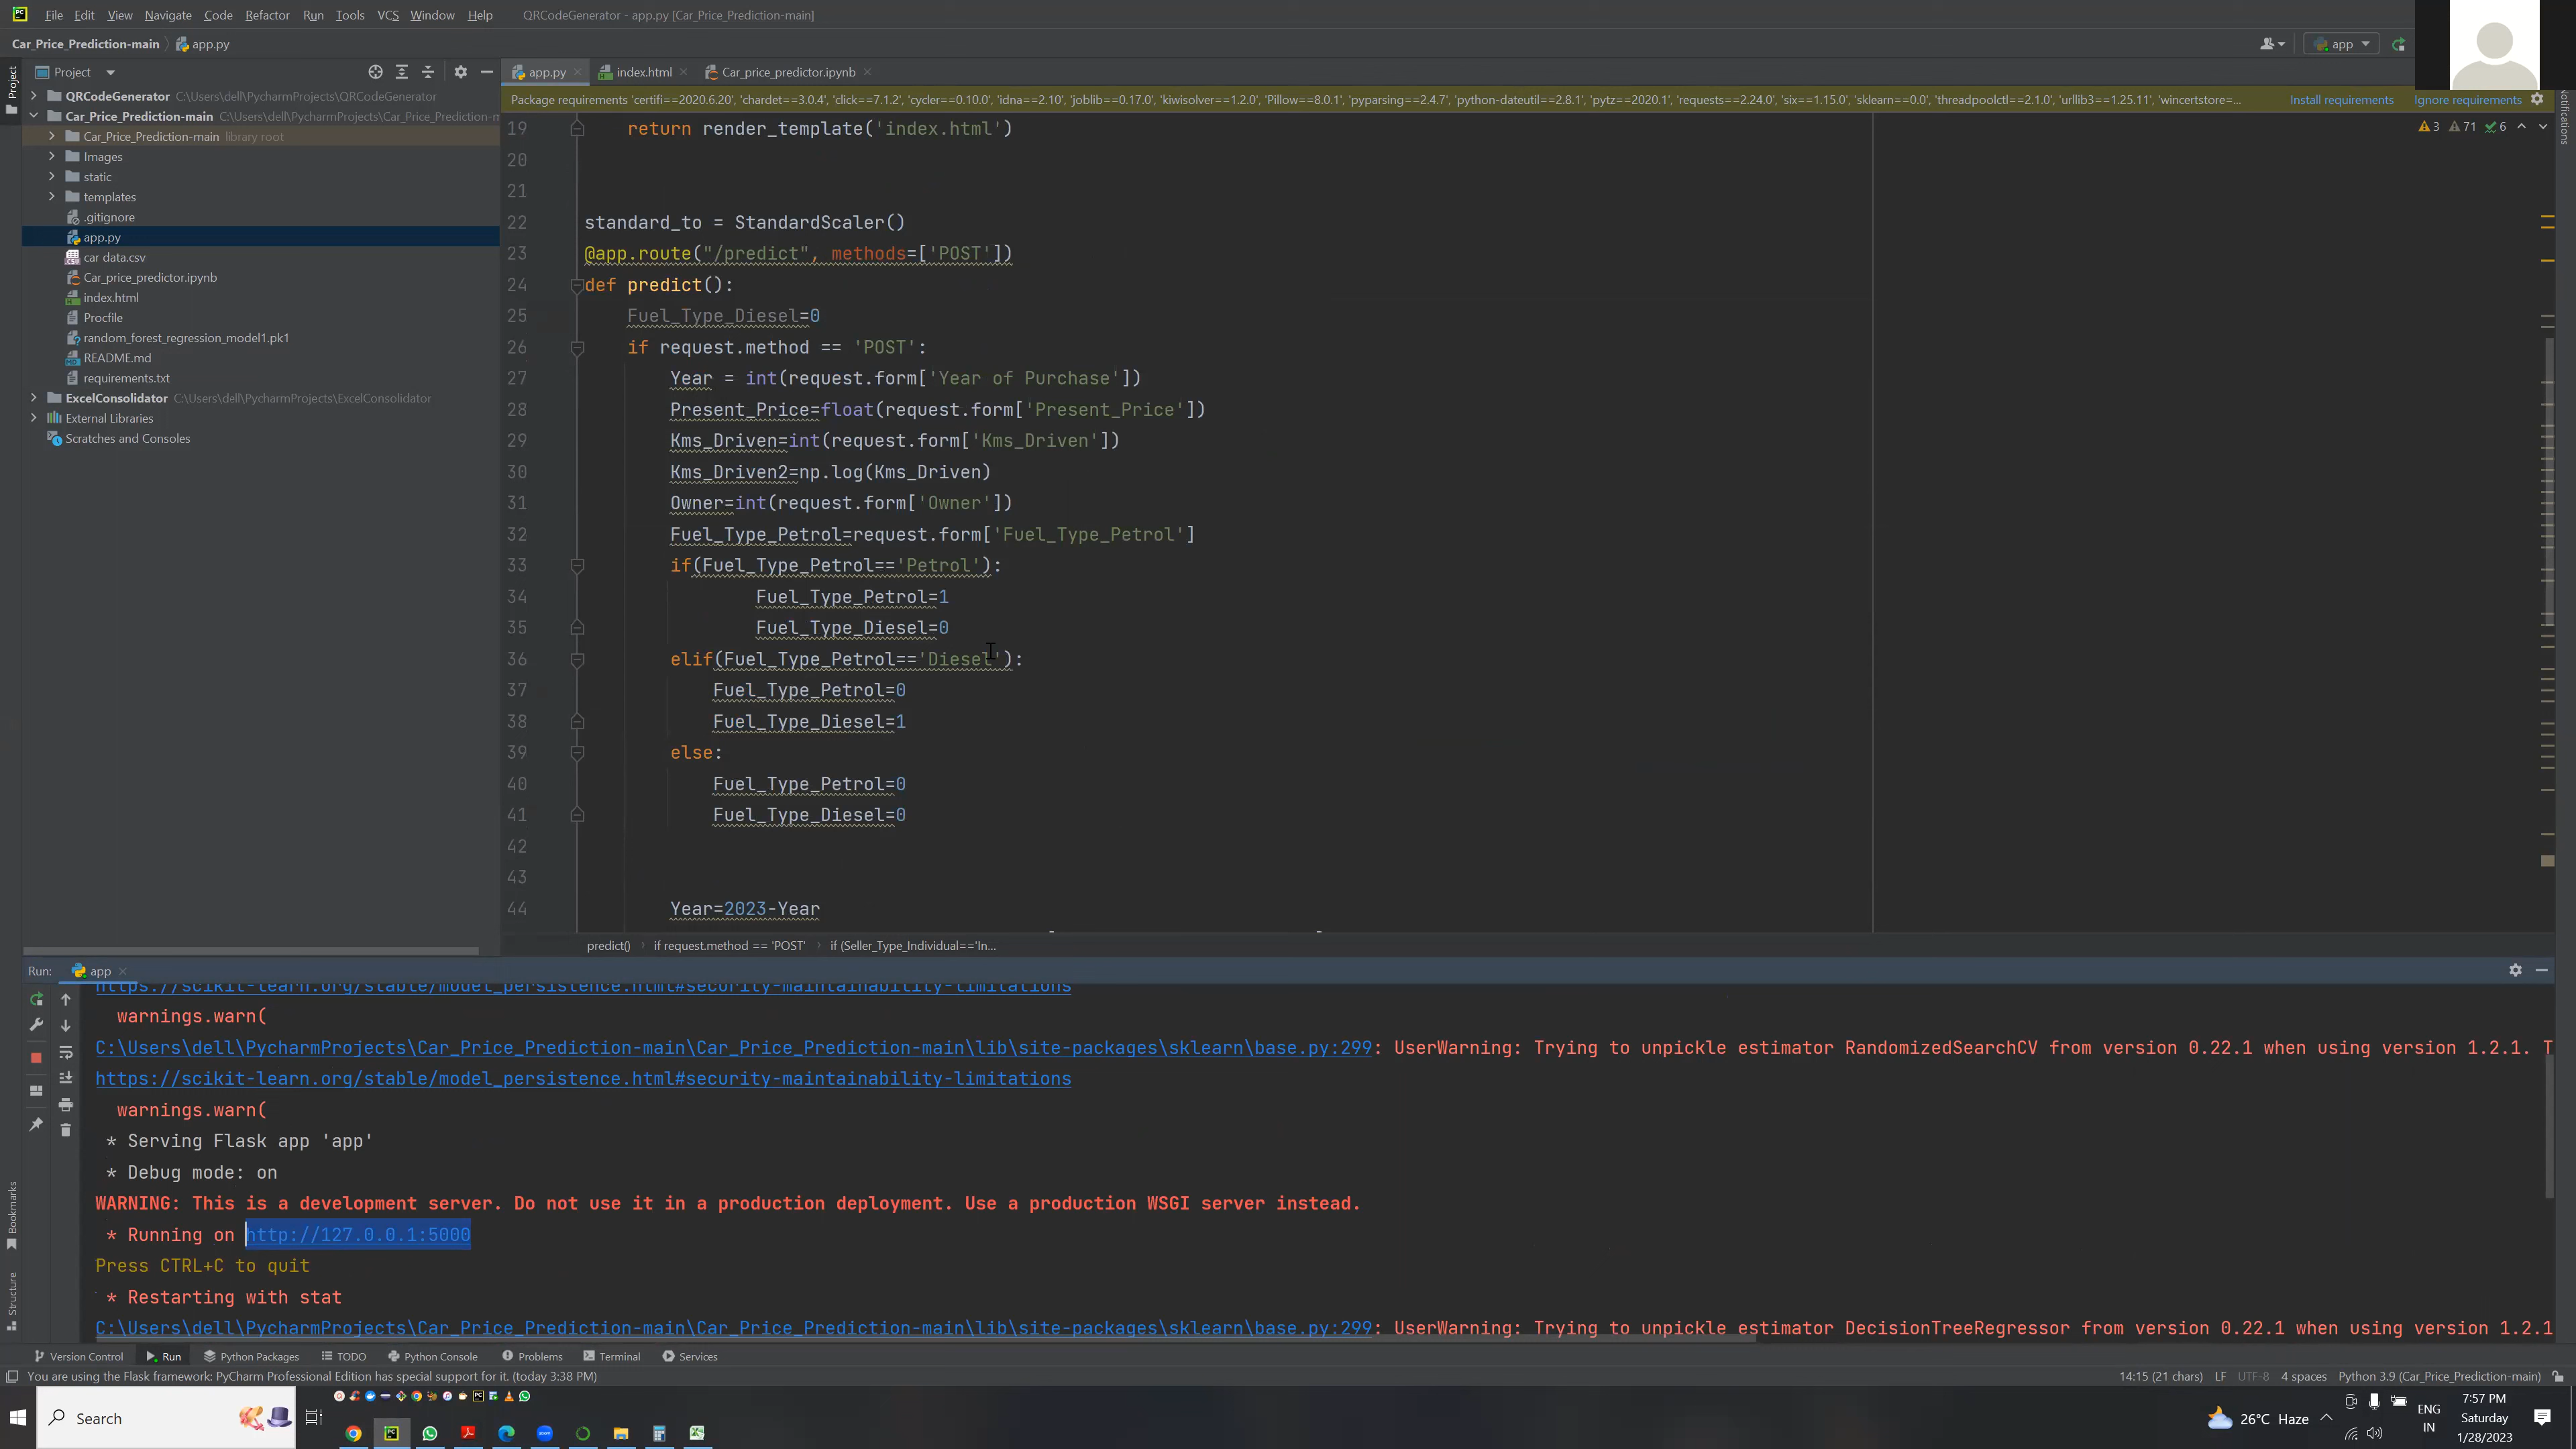 File Edit View Navigate Code Refactor Run Tools VCS Window Help QRCodeGenerator - app.py [Car_Price_Prediction-main]
Car_Price_Prediction-main app.py app
Project
Project
app.py index.html Car_price_predictor.ipynb
Notifications
QRCodeGenerator C:\Users\dell\PycharmProjects\QRCodeGenerator
Car_Price_Prediction-main C:\Users\dell\PycharmProjects\Car_Price_Prediction-m
Car_Price_Prediction-main library root
Images
static
templates
.gitignore
app.py
car data.csv
Car_price_predictor.ipynb
index.html
Procfile
random_forest_regression_model1.pk1
README.md
requirements.txt
ExcelConsolidator C:\Users\dell\PycharmProjects\ExcelConsolidator
External Libraries
Scratches and Consoles
Package requirements 'certifi==2020.6.20', 'chardet==3.0.4', 'click==7.1.2', 'cycler==0.10.0', 'idna==2.10', 'joblib==0.17.0', 'kiwisolver==1.2.0', 'Pillow==8.0.1', 'pyparsing==2.4.7', 'python-dateutil==2.8.1', 'pytz==2020.1', 'requests==2.24.0', 'six==1.15.0', 'sklearn==0.0', 'threadpoolctl==2.1.0', 'urllib3==1.25.11', 'wincertstore=... Install requirements Ignore requirements
3 71 6
19 return render_template('index.html')
20
21
22 standard_to = StandardScaler()
23 @app.route("/predict", methods=['POST'])
24 def predict():
25 Fuel_Type_Diesel=0
26 if request.method == 'POST':
27 Year = int(request.form['Year of Purchase'])
28 Present_Price=float(request.form['Present_Price'])
29 Kms_Driven=int(request.form['Kms_Driven'])
30 Kms_Driven2=np.log(Kms_Driven)
31 Owner=int(request.form['Owner'])
32 Fuel_Type_Petrol=request.form['Fuel_Type_Petrol']
33 if(Fuel_Type_Petrol=='Petrol'):
34 Fuel_Type_Petrol=1
35 Fuel_Type_Diesel=0
36 elif(Fuel_Type_Petrol=='Diesel'):
37 Fuel_Type_Petrol=0
38 Fuel_Type_Diesel=1
39 else:
40 Fuel_Type_Petrol=0
41 Fuel_Type_Diesel=0
42
43
44 Year=2023-Year
predict() if request.method == 'POST' if (Seller_Type_Individual=='In...
Run: app
https://scikit-learn.org/stable/model_persistence.html#security-maintainability-limitations
warnings.warn(
C:\Users\dell\PycharmProjects\Car_Price_Prediction-main\Car_Price_Prediction-main\lib\site-packages\sklearn\base.py:299: UserWarning: Trying to unpickle estimator RandomizedSearchCV from version 0.22.1 when using version 1.2.1. T
https://scikit-learn.org/stable/model_persistence.html#security-maintainability-limitations
warnings.warn(
* Serving Flask app 'app'
* Debug mode: on
WARNING: This is a development server. Do not use it in a production deployment. Use a production WSGI server instead.
* Running on http://127.0.0.1:5000
Press CTRL+C to quit
* Restarting with stat
C:\Users\dell\PycharmProjects\Car_Price_Prediction-main\Car_Price_Prediction-main\lib\site-packages\sklearn\base.py:299: UserWarning: Trying to unpickle estimator DecisionTreeRegressor from version 0.22.1 when using version 1.2.1
Bookmarks
Structure
Version Control Run Python Packages TODO Python Console Problems Terminal Services
You are using the Flask framework: PyCharm Professional Edition has special support for it. (today 3:38 PM) 14:15 (21 chars) LF UTF-8 4 spaces Python 3.9 (Car_Price_Prediction-main)
Search
26°C Haze
ENG
IN
7:57 PM
Saturday
1/28/2023